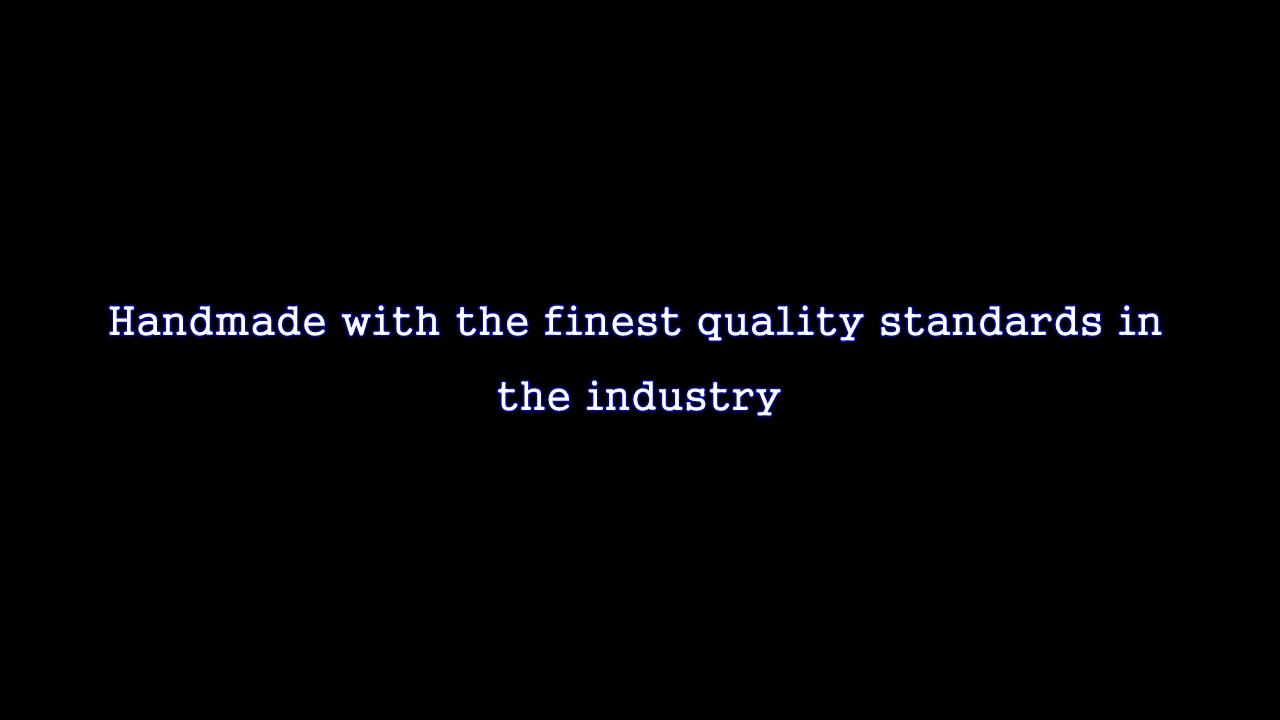 Handmade with the finest quality standards in
the industry